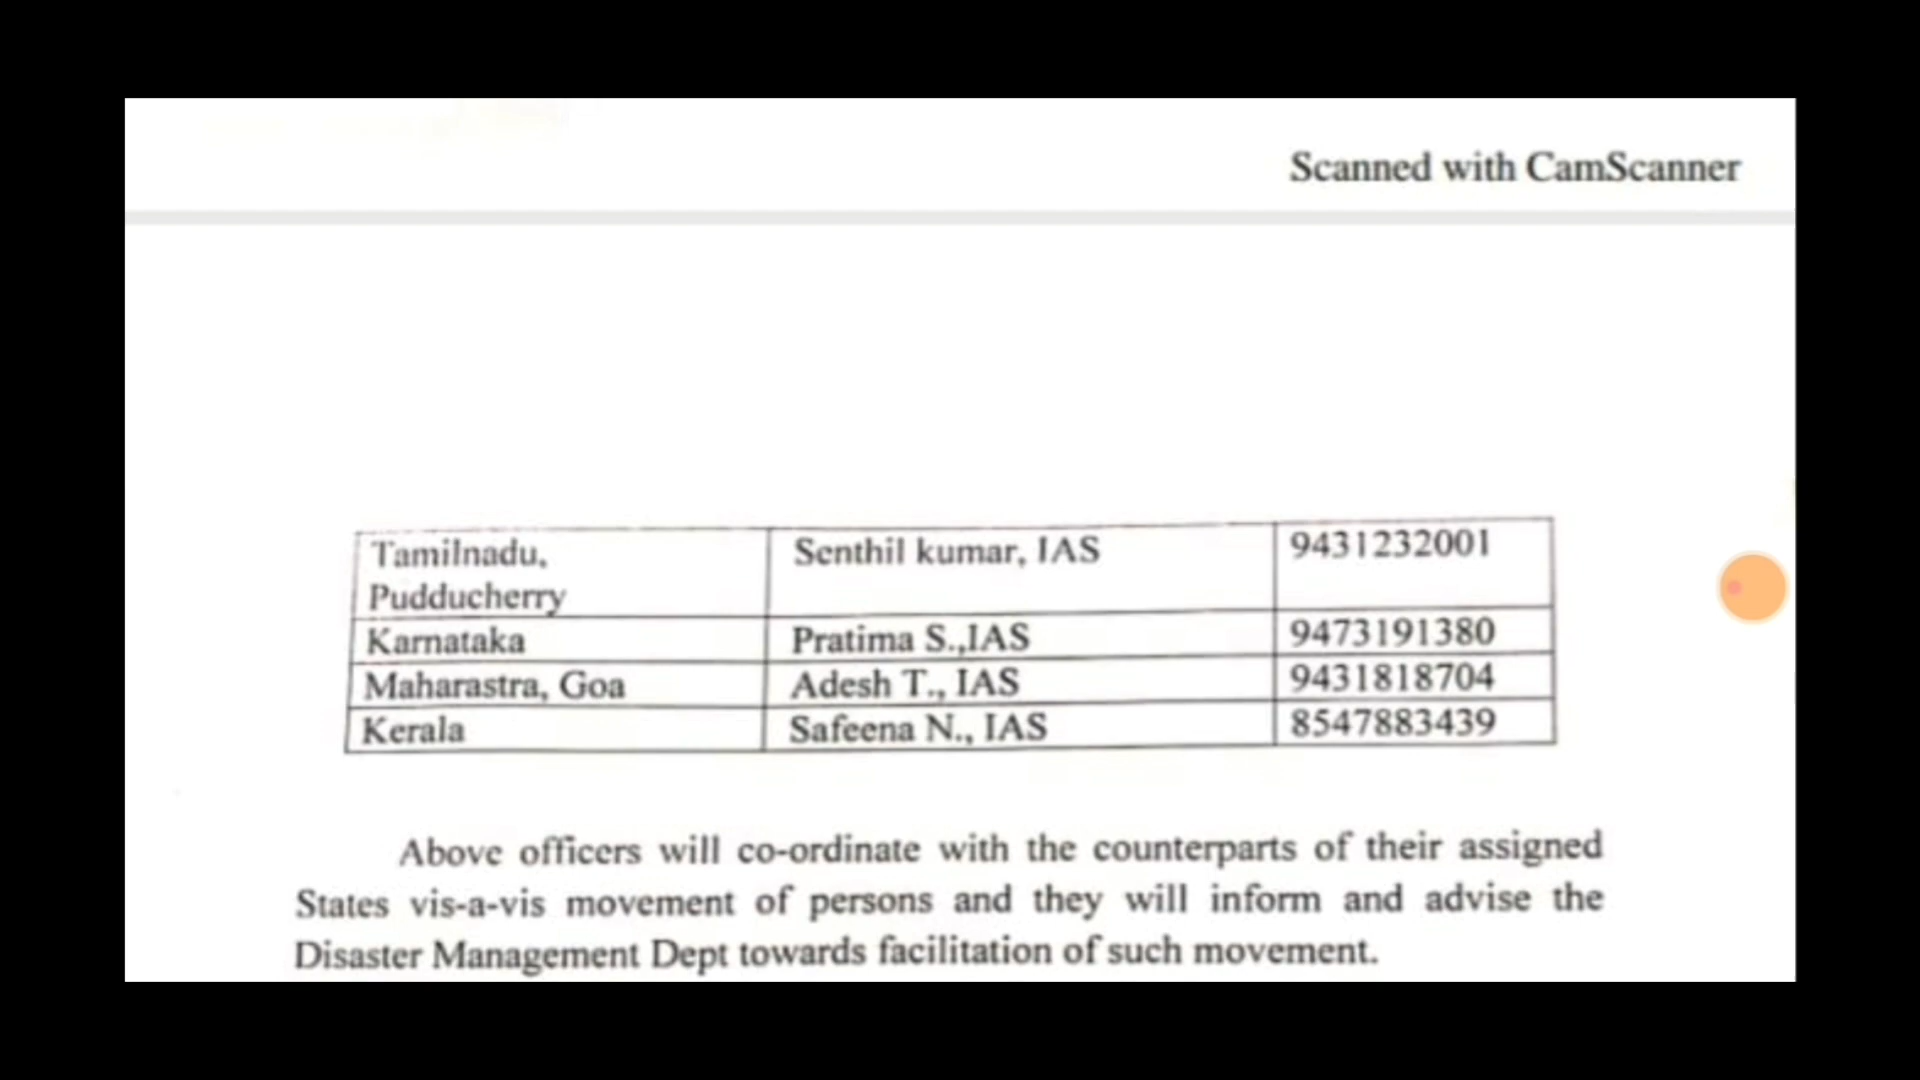 Scanned with CamScanner
Tamilnadu, Senthil kumar, IAS 9431232001
Pudducherry
Karnataka Pratima S.,IAS 9473191380
Maharastra, Goa Adesh T., IAS 9431818704
Kerala Safeena N., IAS 8547883439
Above officers will co-ordinate with the counterparts of their assigned
States vis-a-vis movement of persons and they will inform and advise the
Disaster Management Dept towards facilitation of such movement.